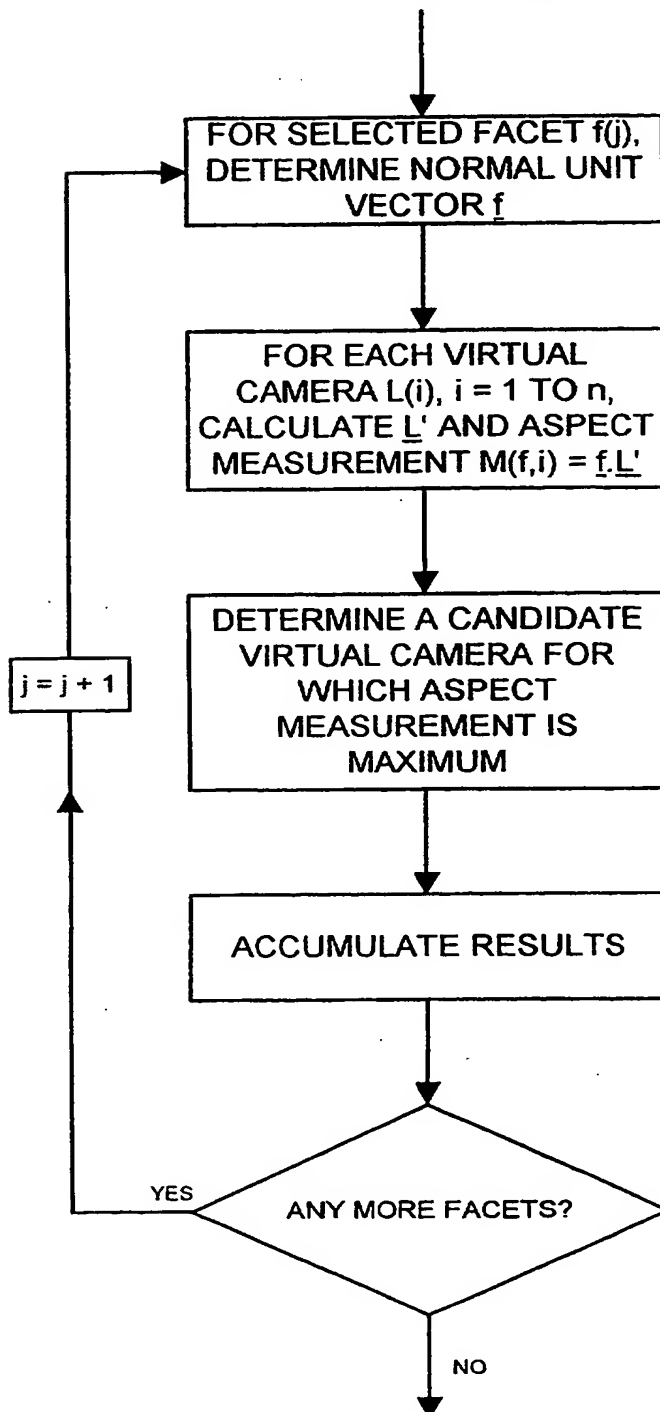 FOR SELECTED FACET f(j),
DETERMINE NORMAL UNIT
VECTOR f
FOR EACH VIRTUAL
CAMERA L(i), i = 1 TO n,
CALCULATE L' AND ASPECT
MEASUREMENT M(f,i) = f.L'
DETERMINE A CANDIDATE
VIRTUAL CAMERA FOR
WHICH ASPECT
MEASUREMENT IS
MAXIMUM
j = j + 1
ACCUMULATE RESULTS
YES
ANY MORE FACETS?
NO